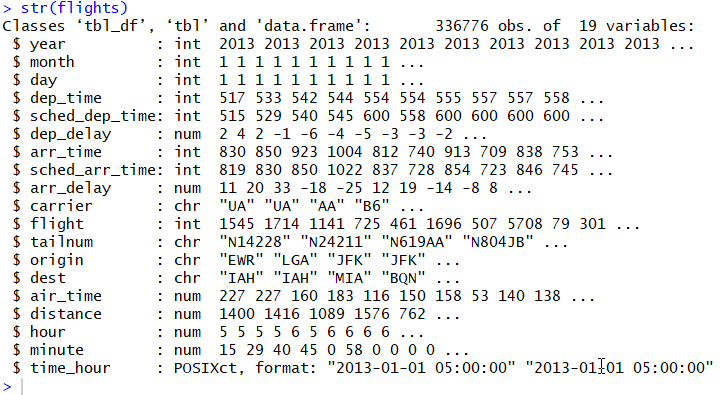 > str(flights)
Classes ‘tbl_df’, ‘tbl’ and 'data.frame':	336776 obs. of  19 variables:
 $ year          : int  2013 2013 2013 2013 2013 2013 2013 2013 2013 2013 ...
 $ month         : int  1 1 1 1 1 1 1 1 1 1 ...
 $ day           : int  1 1 1 1 1 1 1 1 1 1 ...
 $ dep_time      : int  517 533 542 544 554 554 555 557 557 558 ...
 $ sched_dep_time: int  515 529 540 545 600 558 600 600 600 600 ...
 $ dep_delay     : num  2 4 2 -1 -6 -4 -5 -3 -3 -2 ...
 $ arr_time      : int  830 850 923 1004 812 740 913 709 838 753 ...
 $ sched_arr_time: int  819 830 850 1022 837 728 854 723 846 745 ...
 $ arr_delay     : num  11 20 33 -18 -25 12 19 -14 -8 8 ...
 $ carrier       : chr  "UA" "UA" "AA" "B6" ...
 $ flight        : int  1545 1714 1141 725 461 1696 507 5708 79 301 ...
 $ tailnum       : chr  "N14228" "N24211" "N619AA" "N804JB" ...
 $ origin        : chr  "EWR" "LGA" "JFK" "JFK" ...
 $ dest          : chr  "IAH" "IAH" "MIA" "BQN" ...
 $ air_time      : num  227 227 160 183 116 150 158 53 140 138 ...
 $ distance      : num  1400 1416 1089 1576 762 ...
 $ hour          : num  5 5 5 5 6 5 6 6 6 6 ...
 $ minute        : num  15 29 40 45 0 58 0 0 0 0 ...
 $ time_hour     : POSIXct, format: "2013-01-01 05:00:00" "2013-01-01 05:00:00"
>